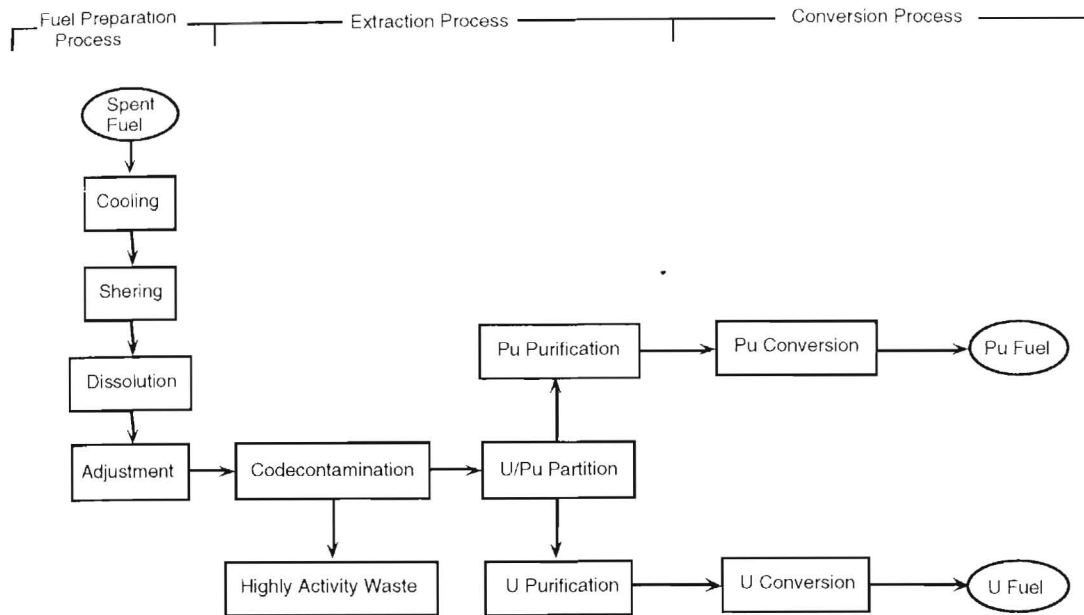 Fuel Preparation
Process
Extraction Process
Conversion Process
Spent
Fuel
Cooling
Shering
Dissolution
Adjustment
Codecontamination
Highly Activity Waste
U/Pu Partition
Pu Purification
Pu Conversion
Pu Fuel
U Purification
U Conversion
U Fuel